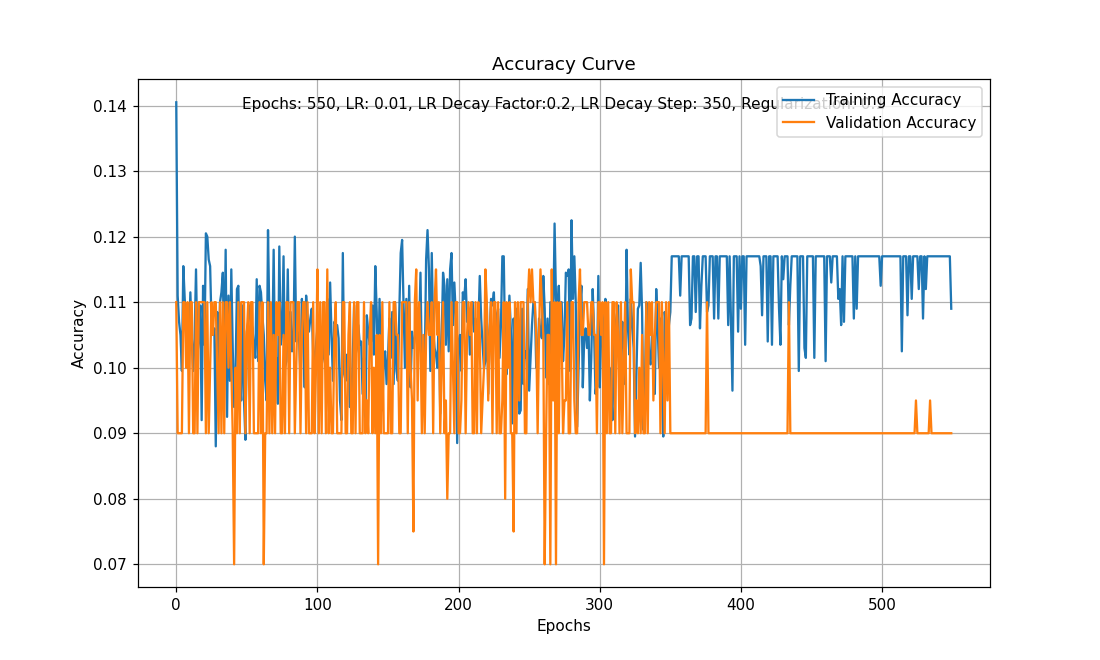 Accuracy Curve
Epochs: 550, LR: 0.01, LR Decay Factor:0.2, LR Decay Step: 350, Regularization:
Training Accuracy
Validation Accuracy
Accuracy
0.14
0.13
0.12
0.11
0.10
0.09
0.08
0.07
0 100 200 300 400 500
Epochs